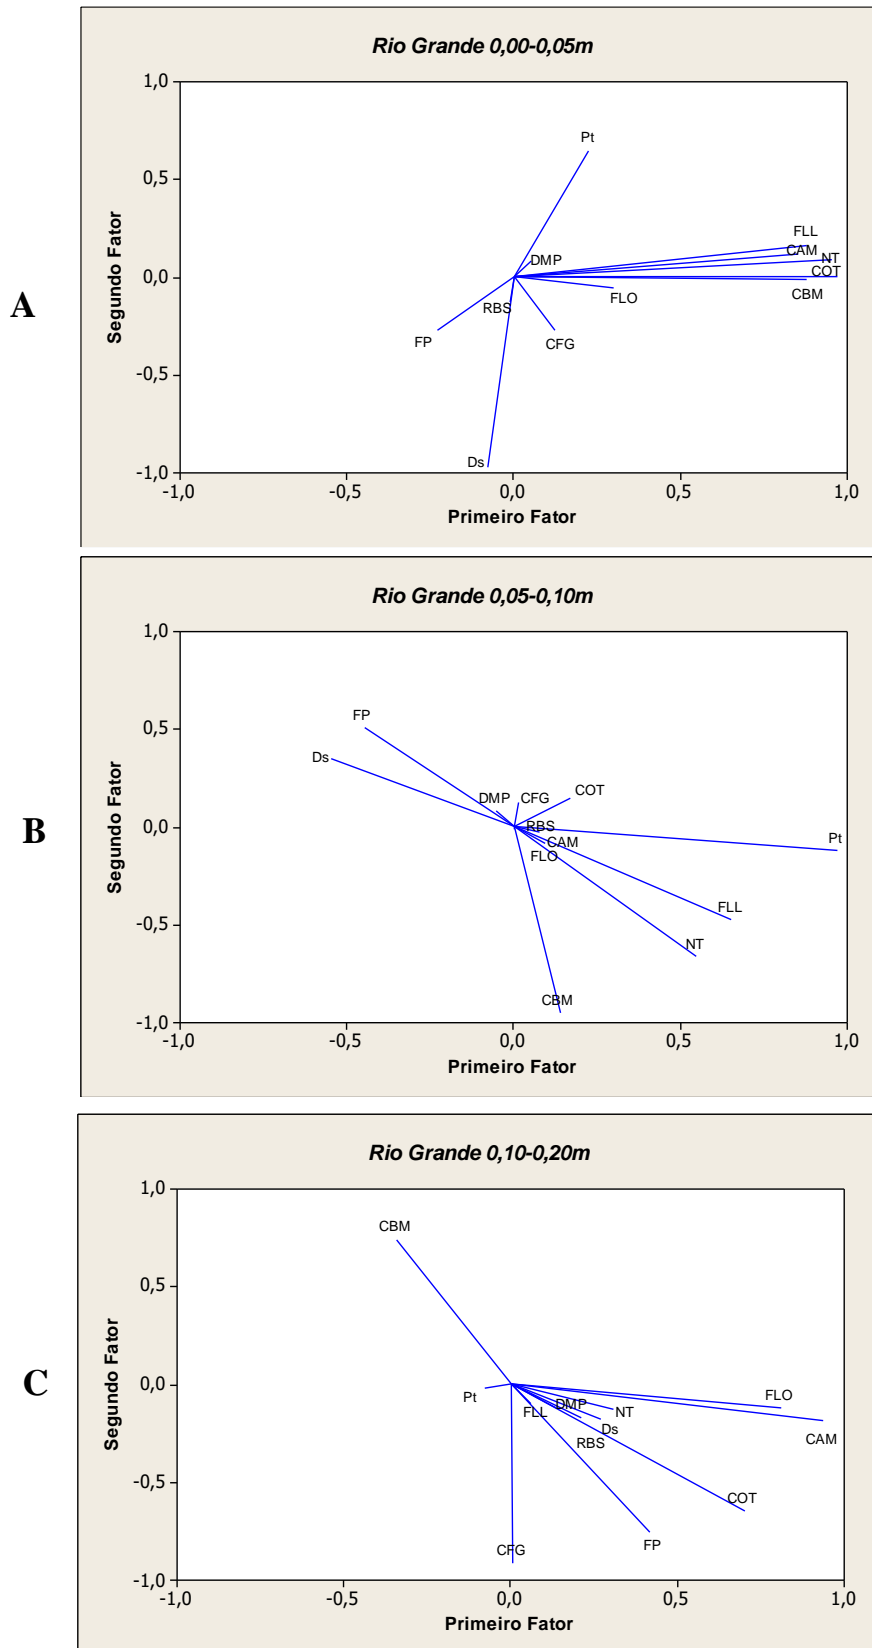 Rio Grande 0,00-0,05m
1,0
Pt
0,5
FLL
CAM
NT
DMP
0,0
COT
A
Segundo Fator
RBS
FLO
CBM
FP
CFG
-0,5
Ds
-1,0
-1,0
-0,5
0,0
0,5
1,0
Primeiro Fator
Rio Grande 0,05-0,10m
1,0
FP
0,5
Ds
DMP
CFG
COT
B
Segundo Fator
0,0
RBS
Pt
CAM
FLO
FLL
-0,5
NT
CBM
-1,0
-1,0
-0,5
0,0
0,5
1,0
Primeiro Fator
Rio Grande 0,10-0,20m
1,0
CBM
0,5
C
Segundo Fator
0,0
Pt
FLO
DMP
FLL
NT
Ds
CAM
RBS
-0,5
COT
CFG
FP
-1,0
-1,0
-0,5
0,0
0,5
1,0
Primeiro Fator